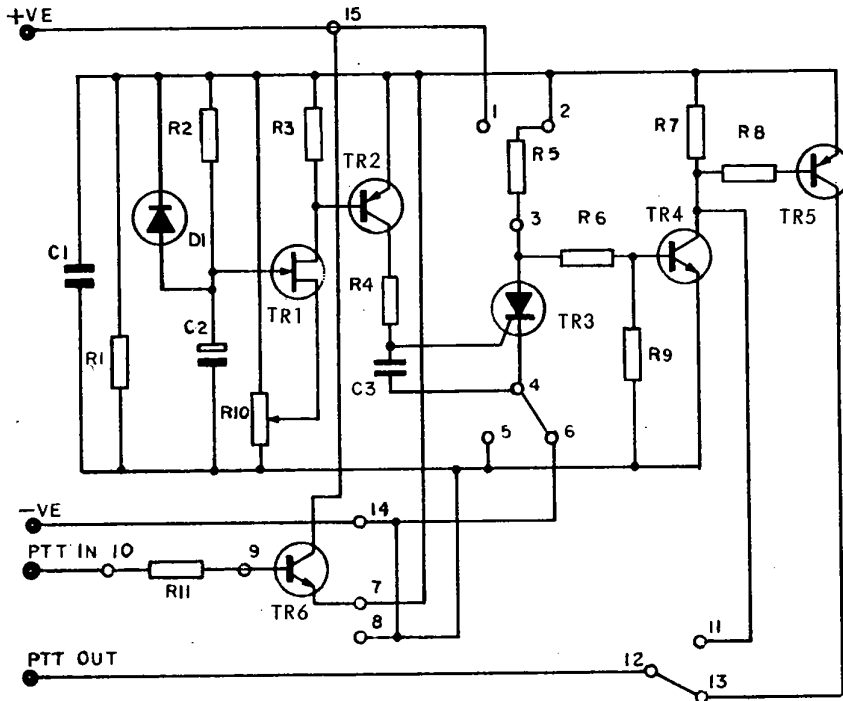 +VE
15
1
2
R2
R3
TR2
R5
R7
R8
3
R6
TR4
TR5
D1
C1
C2
TR1
R4
TR3
R1
C3
R9
4
R10
5
6
-VE
14
PTT IN 10
9
R11
TR6
7
8
11
PTT OUT
12
13